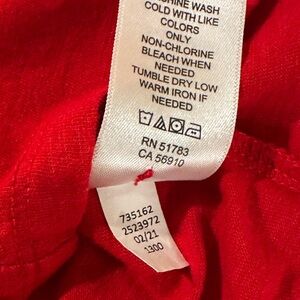 COLD WITH LIKE
COLORS
ONLY
NON-CHLORINE
BLEACH WHEN
NEEDED
TUMBLE DRY LOW
WARM IRON IF
NEEDED
RN 51783
CA 56910
735162
2523972
02/21
1300